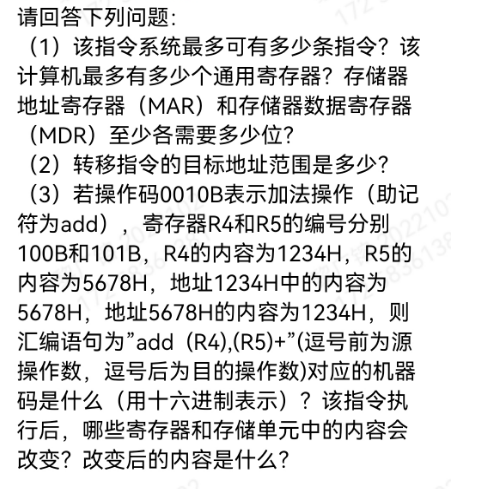 请回答下列问题：
（1）该指令系统最多可有多少条指令？该
计算机最多有多少个通用寄存器？存储器
地址寄存器（MAR）和存储器数据寄存器
（MDR）至少各需要多少位？
（2）转移指令的目标地址范围是多少？
（3）若操作码0010B表示加法操作（助记
符为add），寄存器R4和R5的编号分别
100B和101B，R4的内容为1234H，R5的
内容为5678H，地址1234H中的内容为
5678H，地址5678H的内容为1234H，则
汇编语句为”add  (R4),(R5)+”(逗号前为源
操作数，逗号后为目的操作数)对应的机器
码是什么（用十六进制表示）？该指令执
行后，哪些寄存器和存储单元中的内容会
改变？改变后的内容是什么？